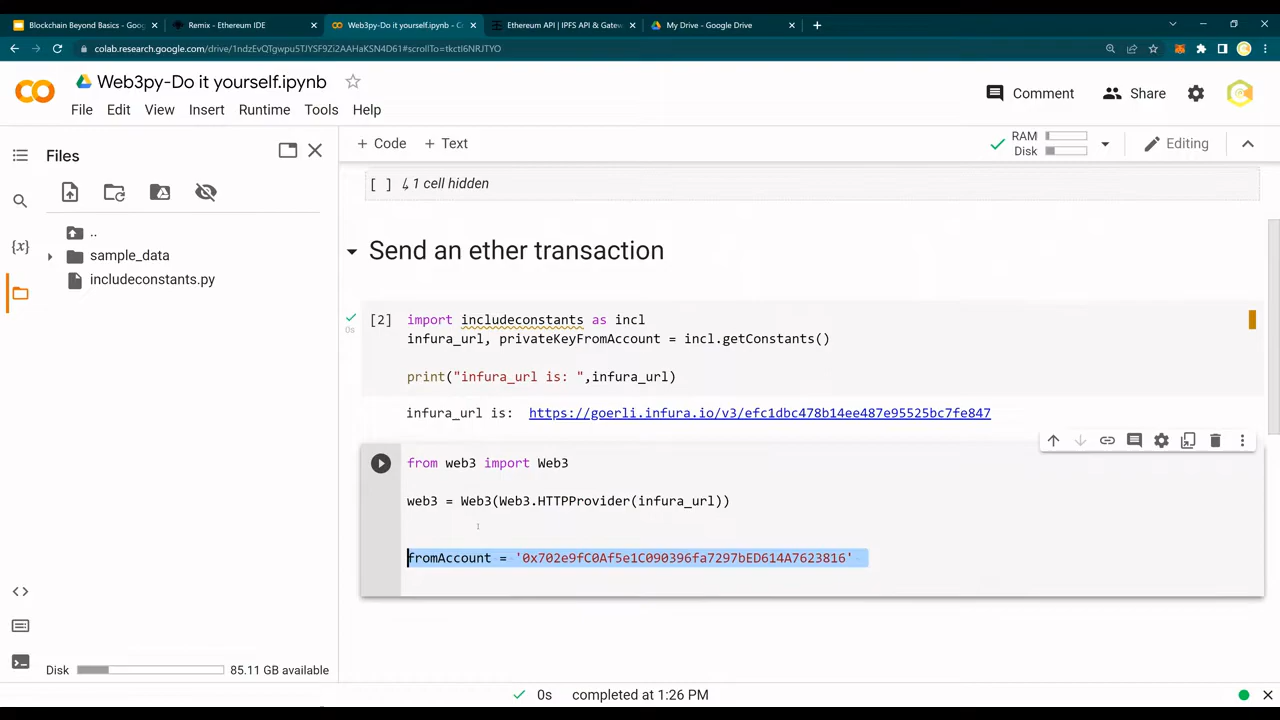 Blockchain Beyond Basics - Goog
Remix - Ethereum IDE
Web3py-Do it yourself.ipynb - C
Ethereum API | IPFS API & Gatew
My Drive - Google Drive
colab.research.google.com/drive/1ndzEvQTgwpu5TJYSF9Zi2AAHaKSN4D61#scrollTo=tkctl6NRJTYO
Web3py-Do it yourself.ipynb
File Edit View Insert Runtime Tools Help
Comment
Share
Files
+ Code + Text
RAM
Disk
Editing
..
sample_data
includeconstants.py
[ ] ↳ 1 cell hidden
Send an ether transaction
[2] import includeconstants as incl
0s
infura_url, privateKeyFromAccount = incl.getConstants()
print("infura_url is: ",infura_url)
infura_url is: https://goerli.infura.io/v3/efc1dbc478b14ee487e95525bc7fe847
from web3 import Web3
web3 = Web3(Web3.HTTPProvider(infura_url))
fromAccount = '0x702e9fC0Af5e1C090396fa7297bED614A7623816'
Disk 85.11 GB available
0s completed at 1:26 PM